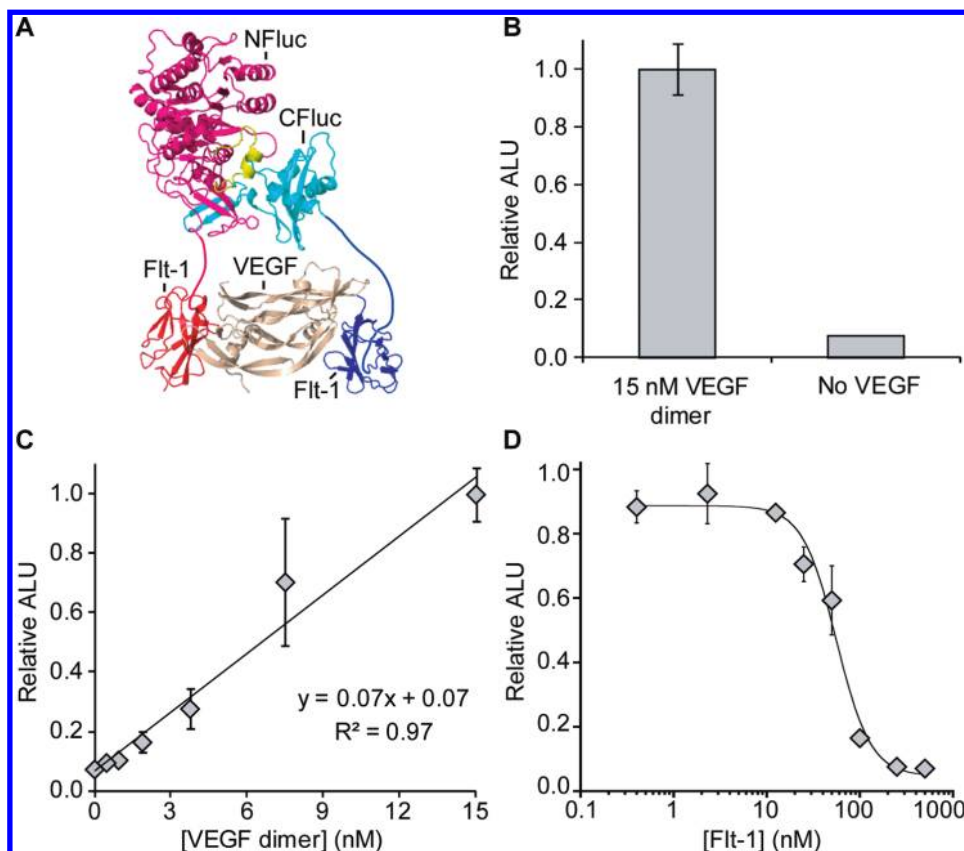 A
NFluc
CFluc
Flt-1
VEGF
Flt-1
B
Relative ALU
1.0
0.8
0.6
0.4
0.2
0.0
15 nM VEGF
dimer
No VEGF
C
Relative ALU
1.0
0.8
0.6
0.4
0.2
0.0
y = 0.07x + 0.07
R² = 0.97
0
3
6
9
12
15
[VEGF dimer] (nM)
D
Relative ALU
1.0
0.8
0.6
0.4
0.2
0.0
0.1
1
10
100
1000
[Flt-1] (nM)